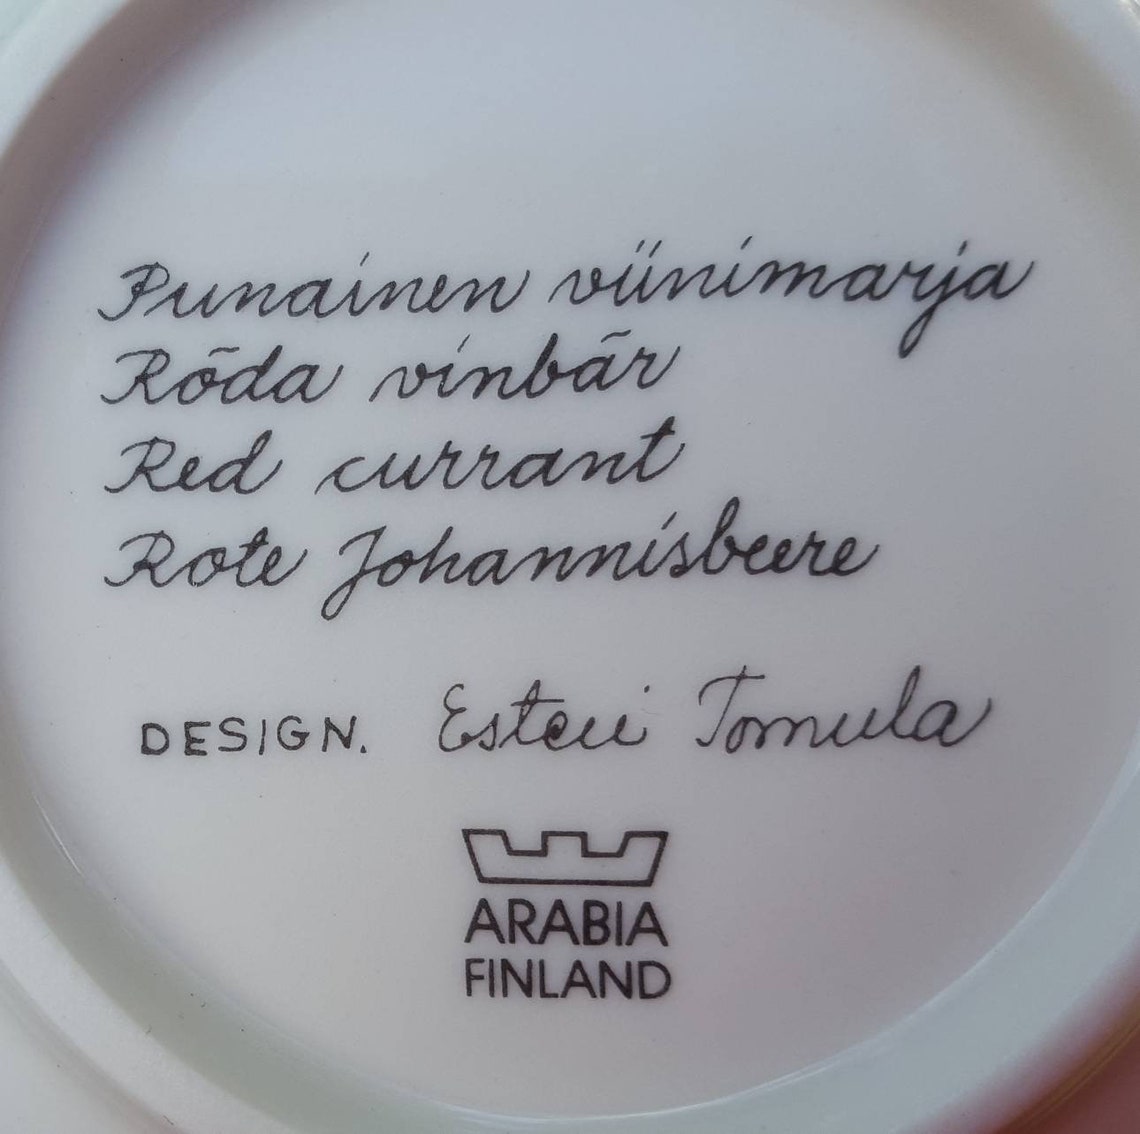 Punainen viinimarja
Röda vinbär
Red currant
Rote Johannisbeere
DESIGN. Esteri Tomula
ARABIA
FINLAND